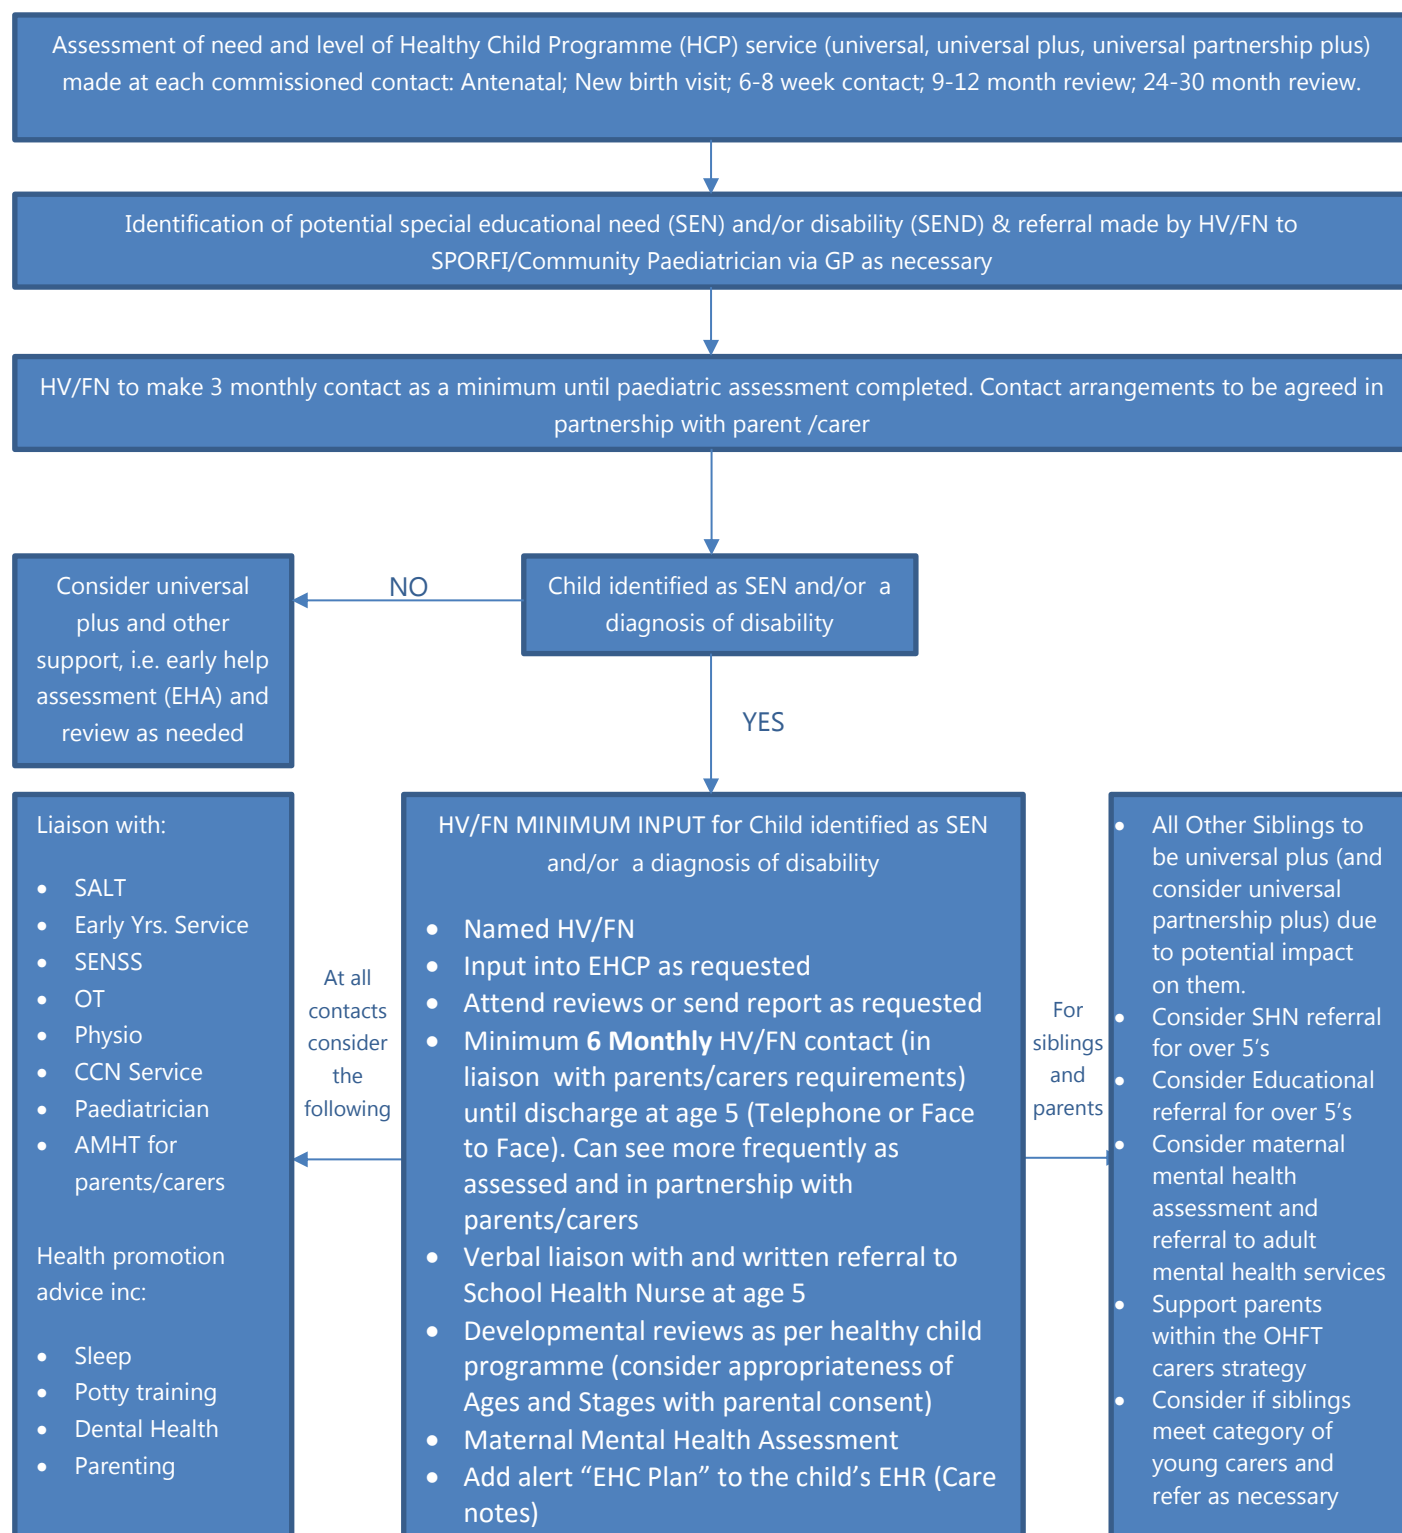 Assessment of need and level of Healthy Child Programme (HCP) service (universal, universal plus, universal partnership plus)
made at each commissioned contact: Antenatal; New birth visit; 6-8 week contact; 9-12 month review; 24-30 month review.
Identification of potential special educational need (SEN) and/or disability (SEND) & referral made by HV/FN to
SPORFI/Community Paediatrician via GP as necessary
HV/FN to make 3 monthly contact as a minimum until paediatric assessment completed. Contact arrangements to be agreed in
partnership with parent /carer
Consider universal
plus and other
support, i.e. early help
assessment (EHA) and
review as needed
NO
Child identified as SEN and/or a
diagnosis of disability
YES
Liaison with:
• SALT
• Early Yrs. Service
• SENSS
• OT
• Physio
• CCN Service
• Paediatrician
• AMHT for
parents/carers
Health promotion
advice inc:
• Sleep
• Potty training
• Dental Health
• Parenting
At all
contacts
consider
the
following
HV/FN MINIMUM INPUT for Child identified as SEN
and/or a diagnosis of disability
• Named HV/FN
• Input into EHCP as requested
• Attend reviews or send report as requested
• Minimum 6 Monthly HV/FN contact (in
liaison with parents/carers requirements)
until discharge at age 5 (Telephone or Face
to Face). Can see more frequently as
assessed and in partnership with
parents/carers
• Verbal liaison with and written referral to
School Health Nurse at age 5
• Developmental reviews as per healthy child
programme (consider appropriateness of
Ages and Stages with parental consent)
• Maternal Mental Health Assessment
• Add alert “EHC Plan” to the child’s EHR (Care
notes)
For
siblings
and
parents
• All Other Siblings to
be universal plus (and
consider universal
partnership plus) due
to potential impact
on them.
• Consider SHN referral
for over 5’s
• Consider Educational
referral for over 5’s
• Consider maternal
mental health
assessment and
referral to adult
mental health services
• Support parents
within the OHFT
carers strategy
• Consider if siblings
meet category of
young carers and
refer as necessary